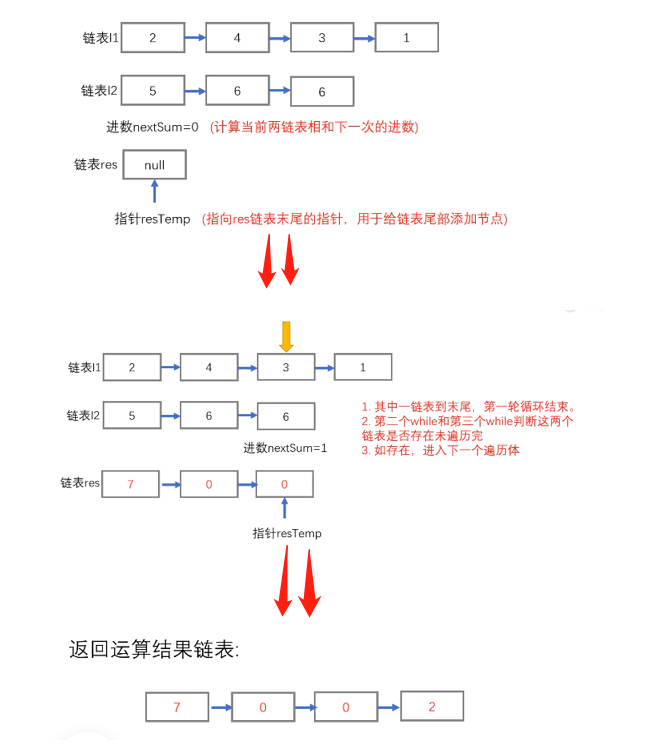 链表l1 2 4 3 1
链表l2 5 6 6
进数nextSum=0 (计算当前两链表相和下一次的进数)
链表res null
指针resTemp (指向res链表末尾的指针，用于给链表尾部添加节点)
链表l1 2 4 3 1
链表l2 5 6 6
1. 其中一链表到末尾，第一轮循环结束。
2. 第二个while和第三个while判断这两个
链表是否存在未遍历完
3. 如存在，进入下一个遍历体
进数nextSum=1
链表res 7 0 0
指针resTemp
返回运算结果链表:
7 0 0 2